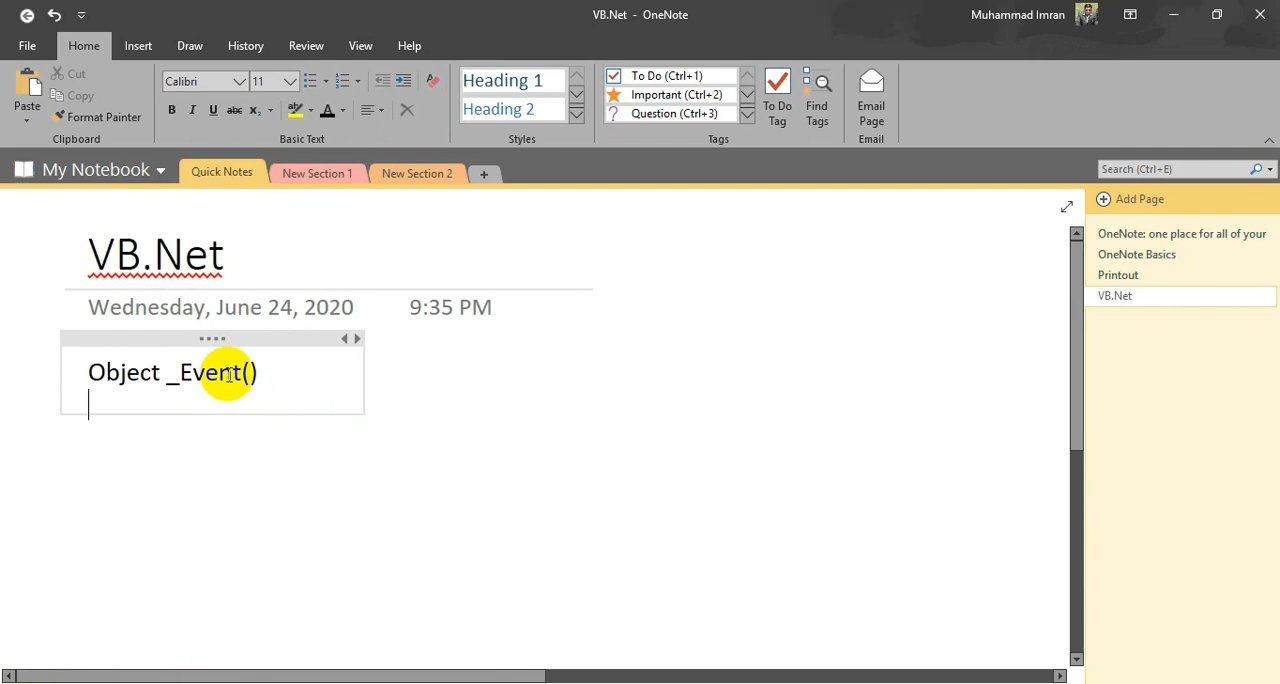 VB.Net - OneNote
Muhammad Imran
File Home Insert Draw History Review View Help
Paste
Cut
Copy
Format Painter
Clipboard
Calibri 11
B I U abc x₂ A
Basic Text
Heading 1
Heading 2
Styles
To Do (Ctrl+1)
Important (Ctrl+2)
Question (Ctrl+3)
Tags
To Do
Tag
Find
Tags
Email
Page
Email
My Notebook
Quick Notes
New Section 1
New Section 2
Search (Ctrl+E)
Add Page
OneNote: one place for all of your
OneNote Basics
Printout
VB.Net
VB.Net
Wednesday, June 24, 2020 9:35 PM
Object _Event()